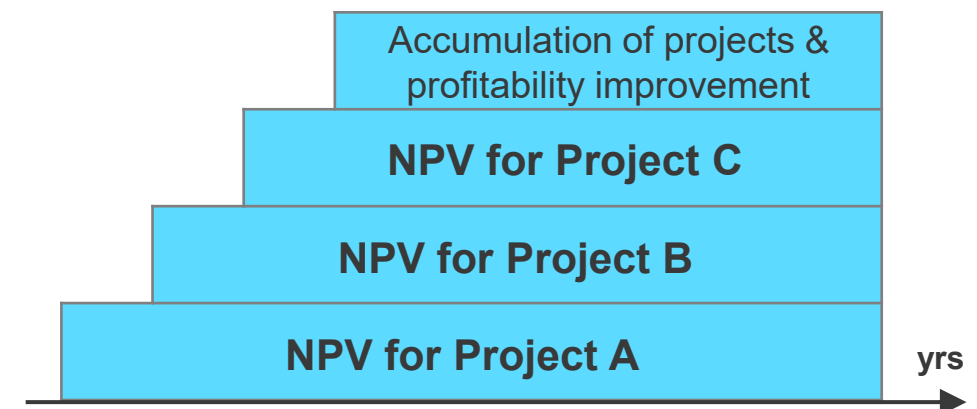 Accumulation of projects &
profitability improvement
NPV for Project C
NPV for Project B
NPV for Project A
yrs